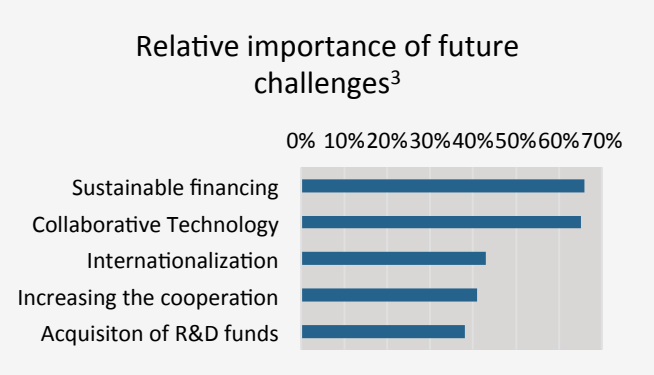 Relative importance of future
challenges³
0% 10% 20% 30% 40% 50% 60% 70%
Sustainable financing
Collaborative Technology
Internationalization
Increasing the cooperation
Acquisiton of R&D funds